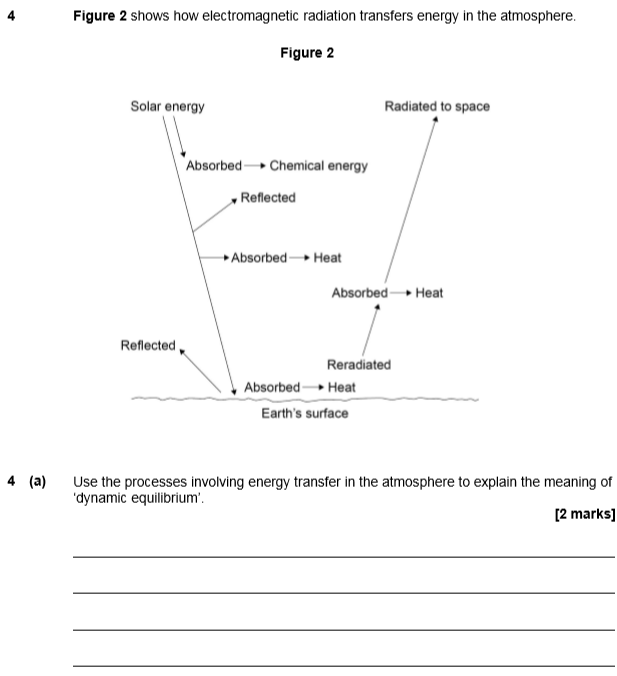 4 Figure 2 shows how electromagnetic radiation transfers energy in the atmosphere.
Figure 2
Solar energy
Radiated to space
Absorbed → Chemical energy
Reflected
Absorbed → Heat
Absorbed → Heat
Reflected
Reradiated
Absorbed → Heat
Earth's surface
4 (a) Use the processes involving energy transfer in the atmosphere to explain the meaning of
'dynamic equilibrium'.
[2 marks]